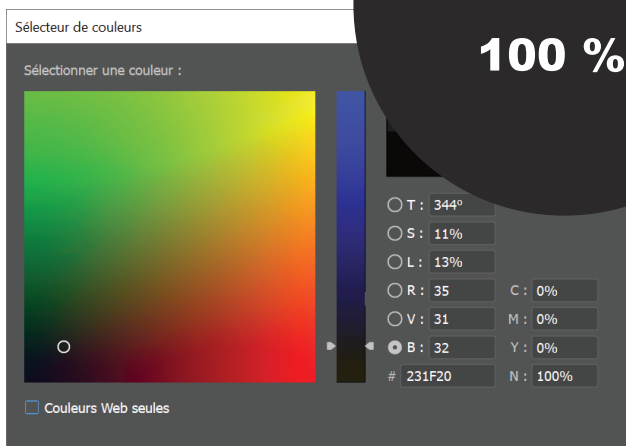 Sélecteur de couleurs
100 %
Sélectionner une couleur :
T : 344°
S : 11%
L : 13%
R : 35 C : 0%
V : 31 M : 0%
B : 32 Y : 0%
# 231F20 N : 100%
Couleurs Web seules